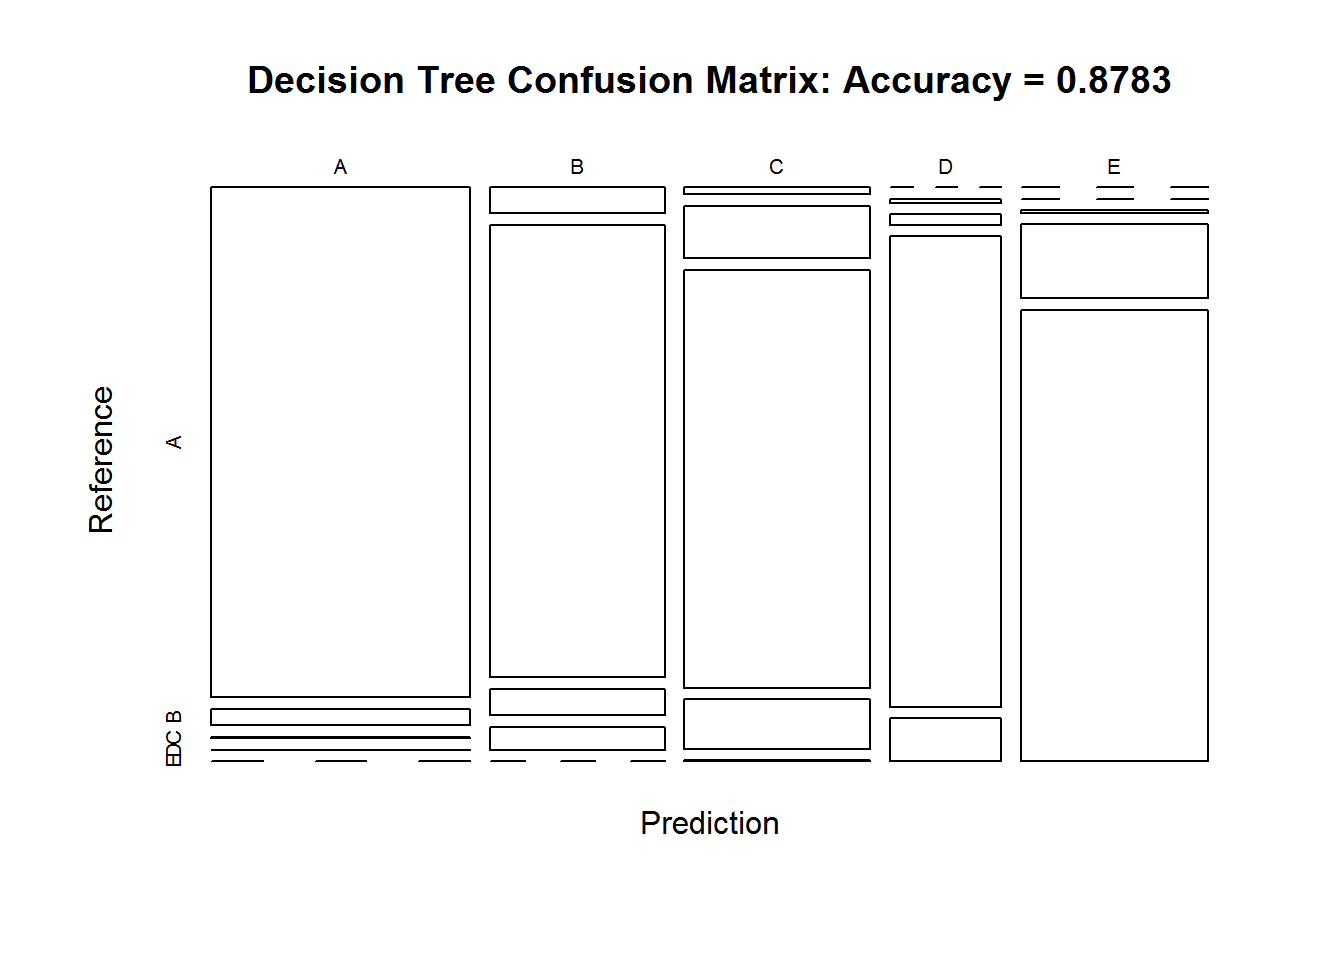 Decision Tree Confusion Matrix: Accuracy = 0.8783
A B C D E
Reference
A
B
C
D
E
Prediction